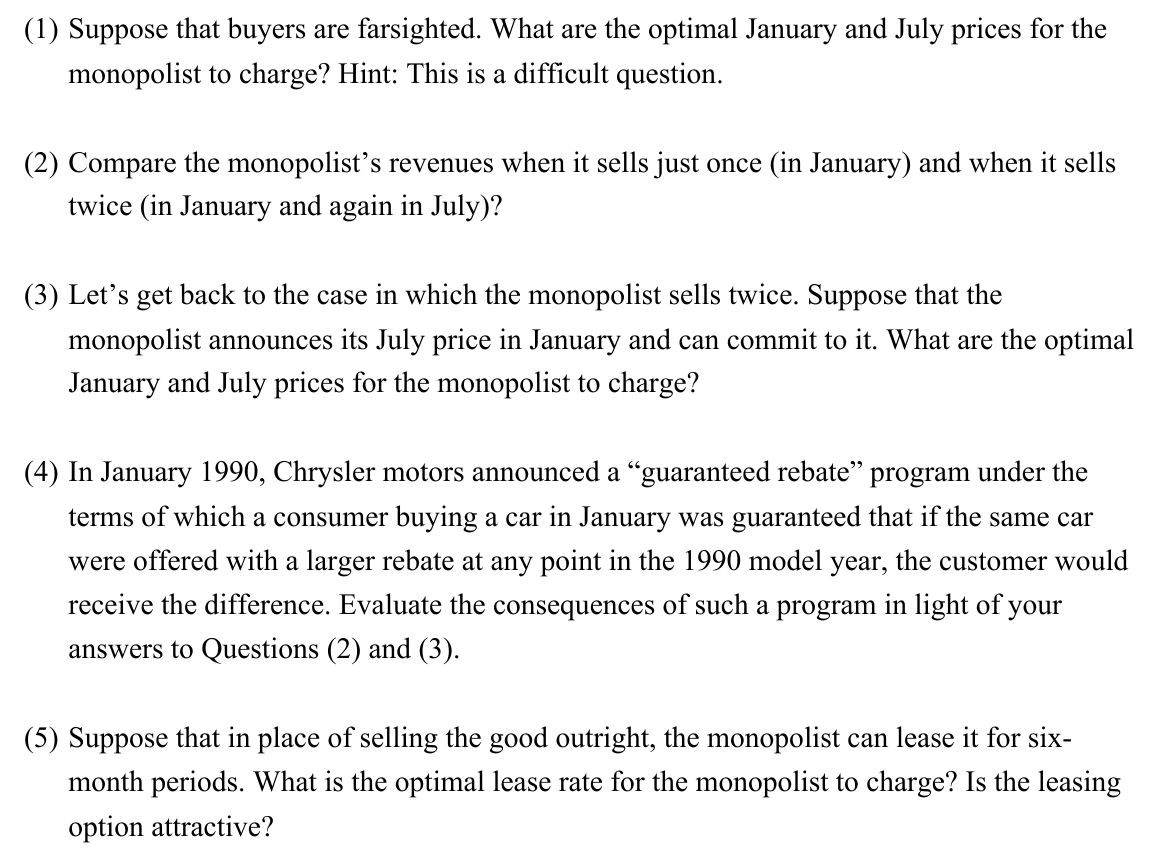 (1) Suppose that buyers are farsighted. What are the optimal January and July prices for the
monopolist to charge? Hint: This is a difficult question.
(2) Compare the monopolist’s revenues when it sells just once (in January) and when it sells
twice (in January and again in July)?
(3) Let’s get back to the case in which the monopolist sells twice. Suppose that the
monopolist announces its July price in January and can commit to it. What are the optimal
January and July prices for the monopolist to charge?
(4) In January 1990, Chrysler motors announced a “guaranteed rebate” program under the
terms of which a consumer buying a car in January was guaranteed that if the same car
were offered with a larger rebate at any point in the 1990 model year, the customer would
receive the difference. Evaluate the consequences of such a program in light of your
answers to Questions (2) and (3).
(5) Suppose that in place of selling the good outright, the monopolist can lease it for six-
month periods. What is the optimal lease rate for the monopolist to charge? Is the leasing
option attractive?